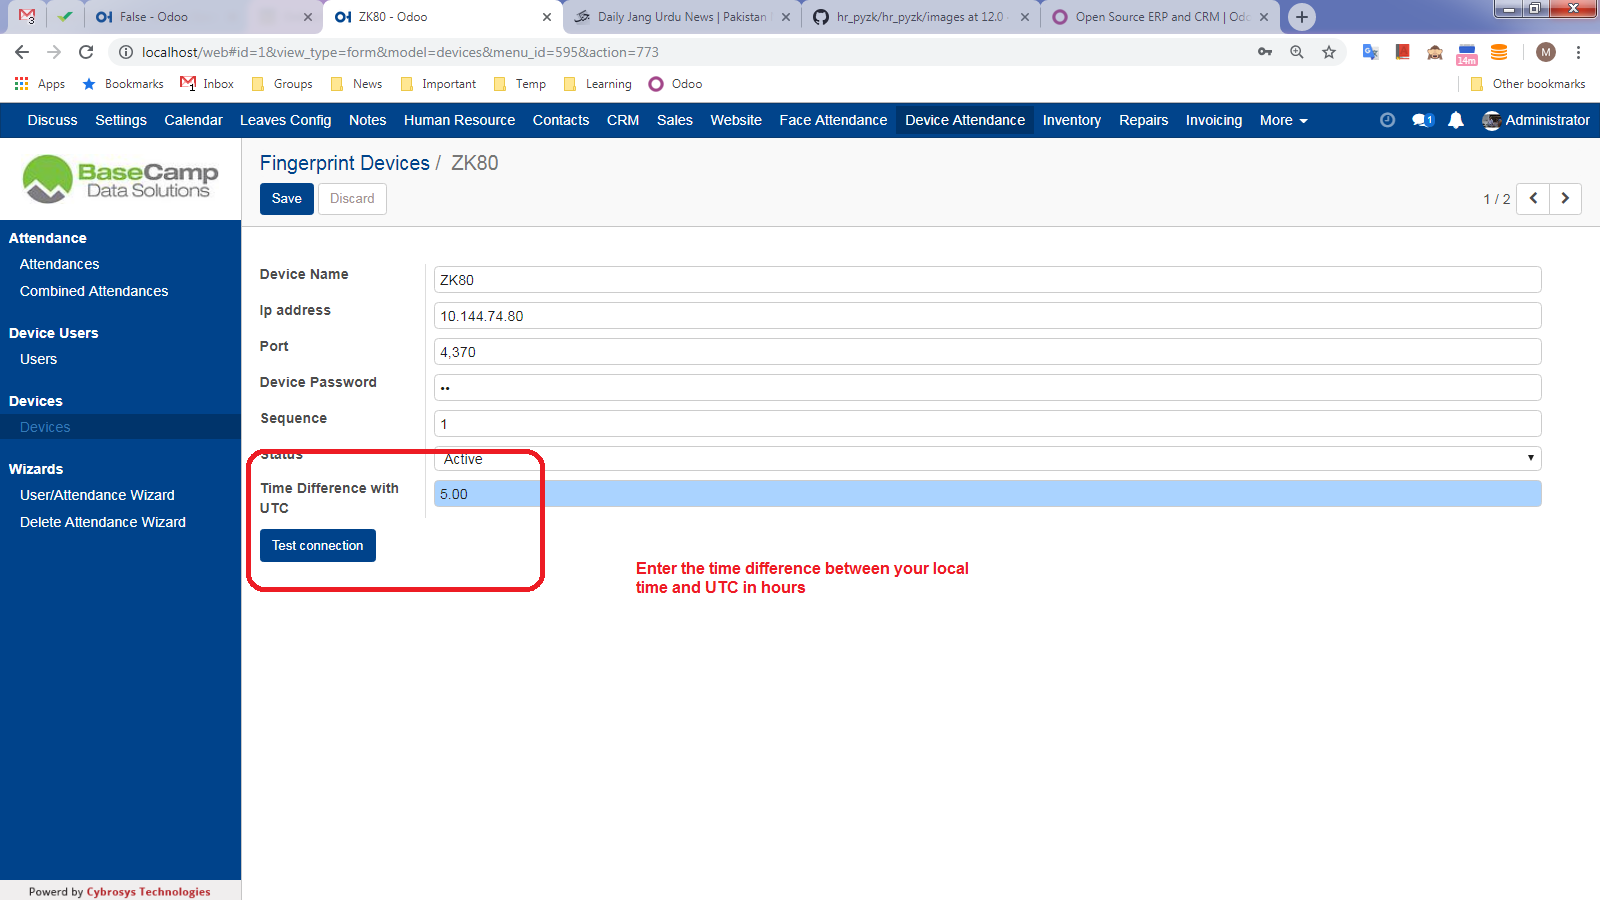 3
False - Odoo
ZK80 - Odoo
Daily Jang Urdu News | Pakistan
hr_pyzk/hr_pyzk/images at 12.0
Open Source ERP and CRM | Odo
localhost/web#id=1&view_type=form&model=devices&menu_id=595&action=773
14m
M
Apps
Bookmarks
1
Inbox
Groups
News
Important
Temp
Learning
Odoo
Other bookmarks
Discuss
Settings
Calendar
Leaves Config
Notes
Human Resource
Contacts
CRM
Sales
Website
Face Attendance
Device Attendance
Inventory
Repairs
Invoicing
More
1
Administrator
BaseCamp
Data Solutions
Fingerprint Devices / ZK80
Save
Discard
1 / 2
Attendance
Attendances
Combined Attendances
Device Users
Users
Devices
Devices
Wizards
User/Attendance Wizard
Delete Attendance Wizard
Device Name
ZK80
Ip address
10.144.74.80
Port
4,370
Device Password
••
Sequence
1
Status
Active
Time Difference with
UTC
5.00
Test connection
Enter the time difference between your local
time and UTC in hours
Powerd by Cybrosys Technologies